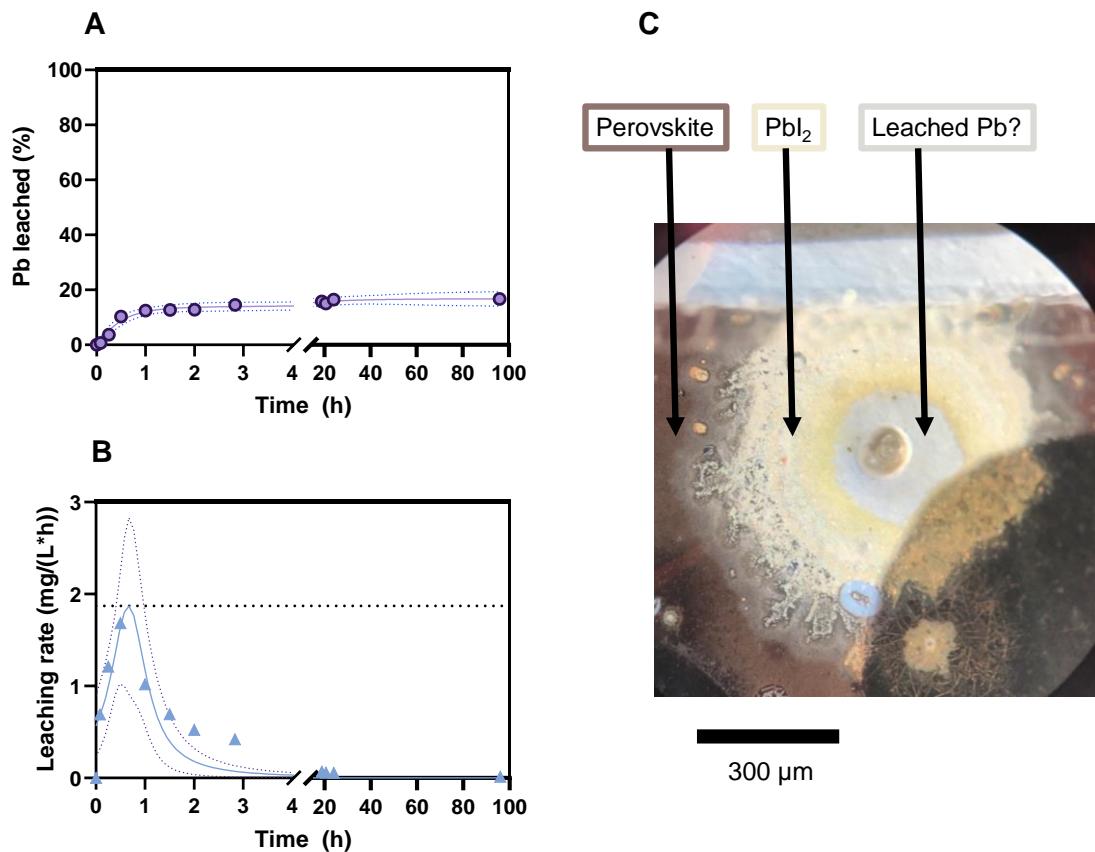 A
C
Pb leached (%)
100
80
60
40
20
0
0 1 2 3 4 20 40 60 80 100
Time (h)
Perovskite PbI₂ Leached Pb?
B
Leaching rate (mg/(L*h))
3
2
1
0
0 1 2 3 4 20 40 60 80 100
Time (h)
300 µm